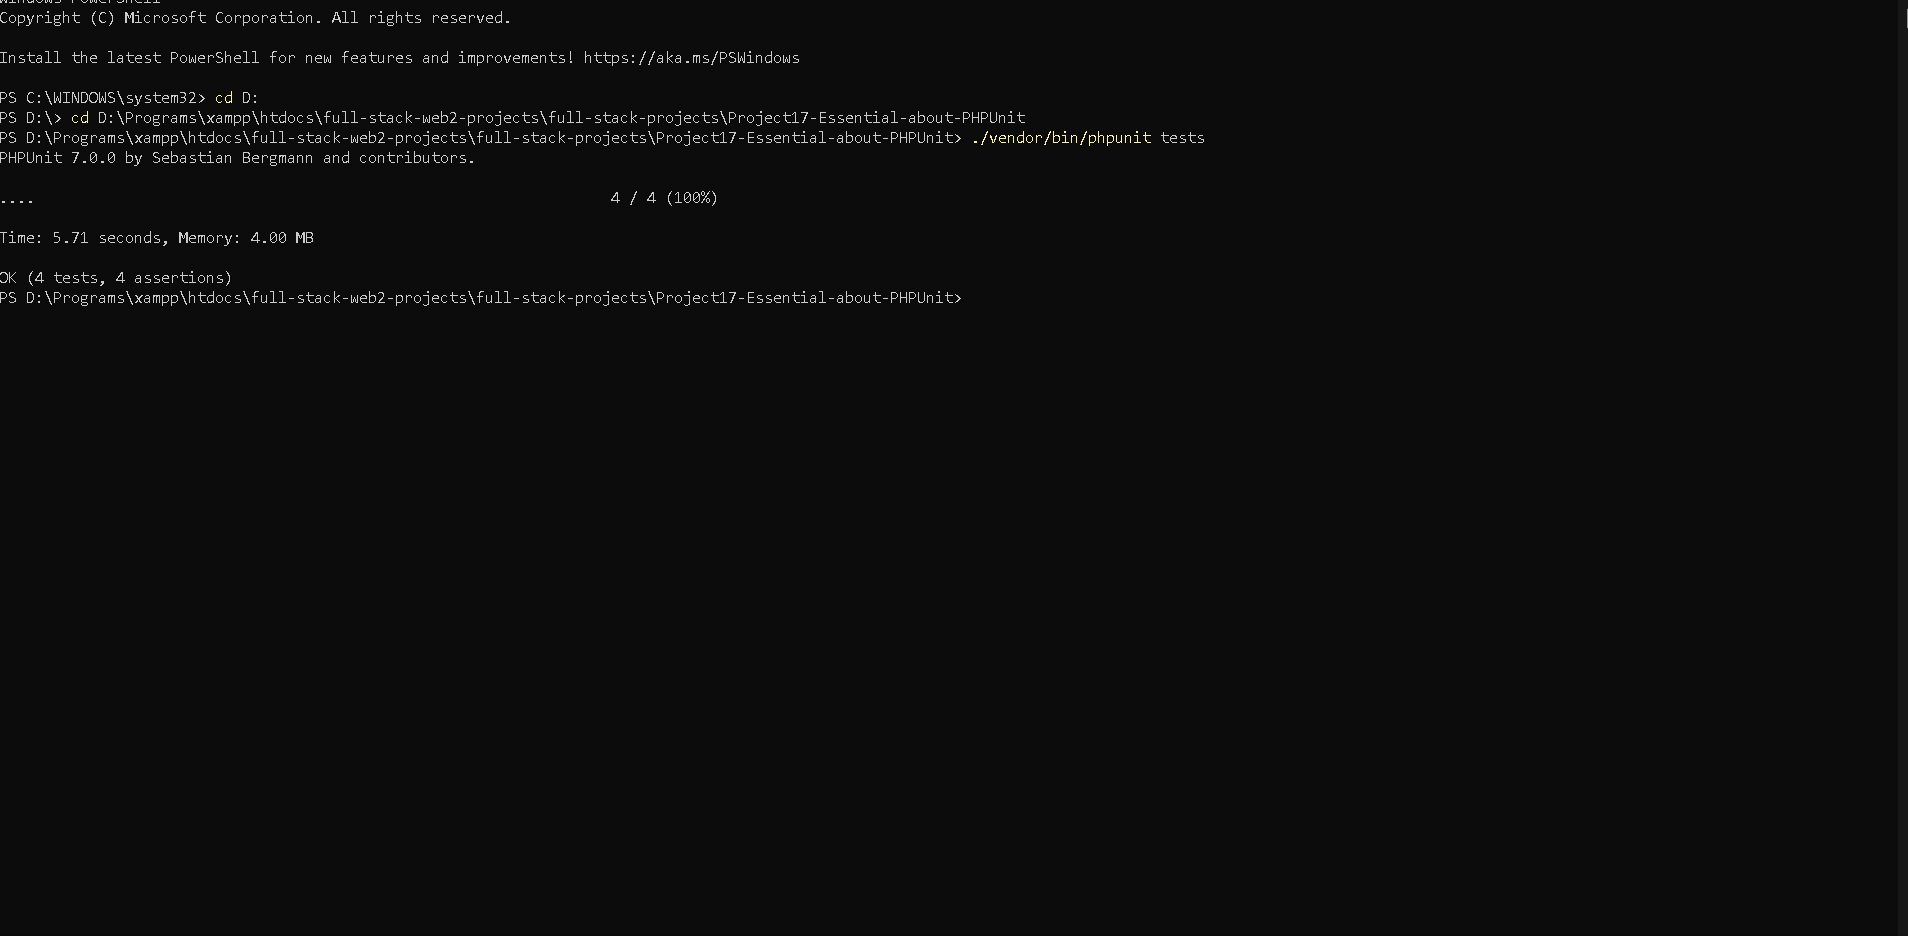 Windows PowerShell
Copyright (C) Microsoft Corporation. All rights reserved.
Install the latest PowerShell for new features and improvements! https://aka.ms/PSWindows
PS C:\WINDOWS\system32> cd D:
PS D:\> cd D:\Programs\xampp\htdocs\full-stack-web2-projects\full-stack-projects\Project17-Essential-about-PHPUnit
PS D:\Programs\xampp\htdocs\full-stack-web2-projects\full-stack-projects\Project17-Essential-about-PHPUnit> ./vendor/bin/phpunit tests
PHPUnit 7.0.0 by Sebastian Bergmann and contributors.
.... 4 / 4 (100%)
Time: 5.71 seconds, Memory: 4.00 MB
OK (4 tests, 4 assertions)
PS D:\Programs\xampp\htdocs\full-stack-web2-projects\full-stack-projects\Project17-Essential-about-PHPUnit>